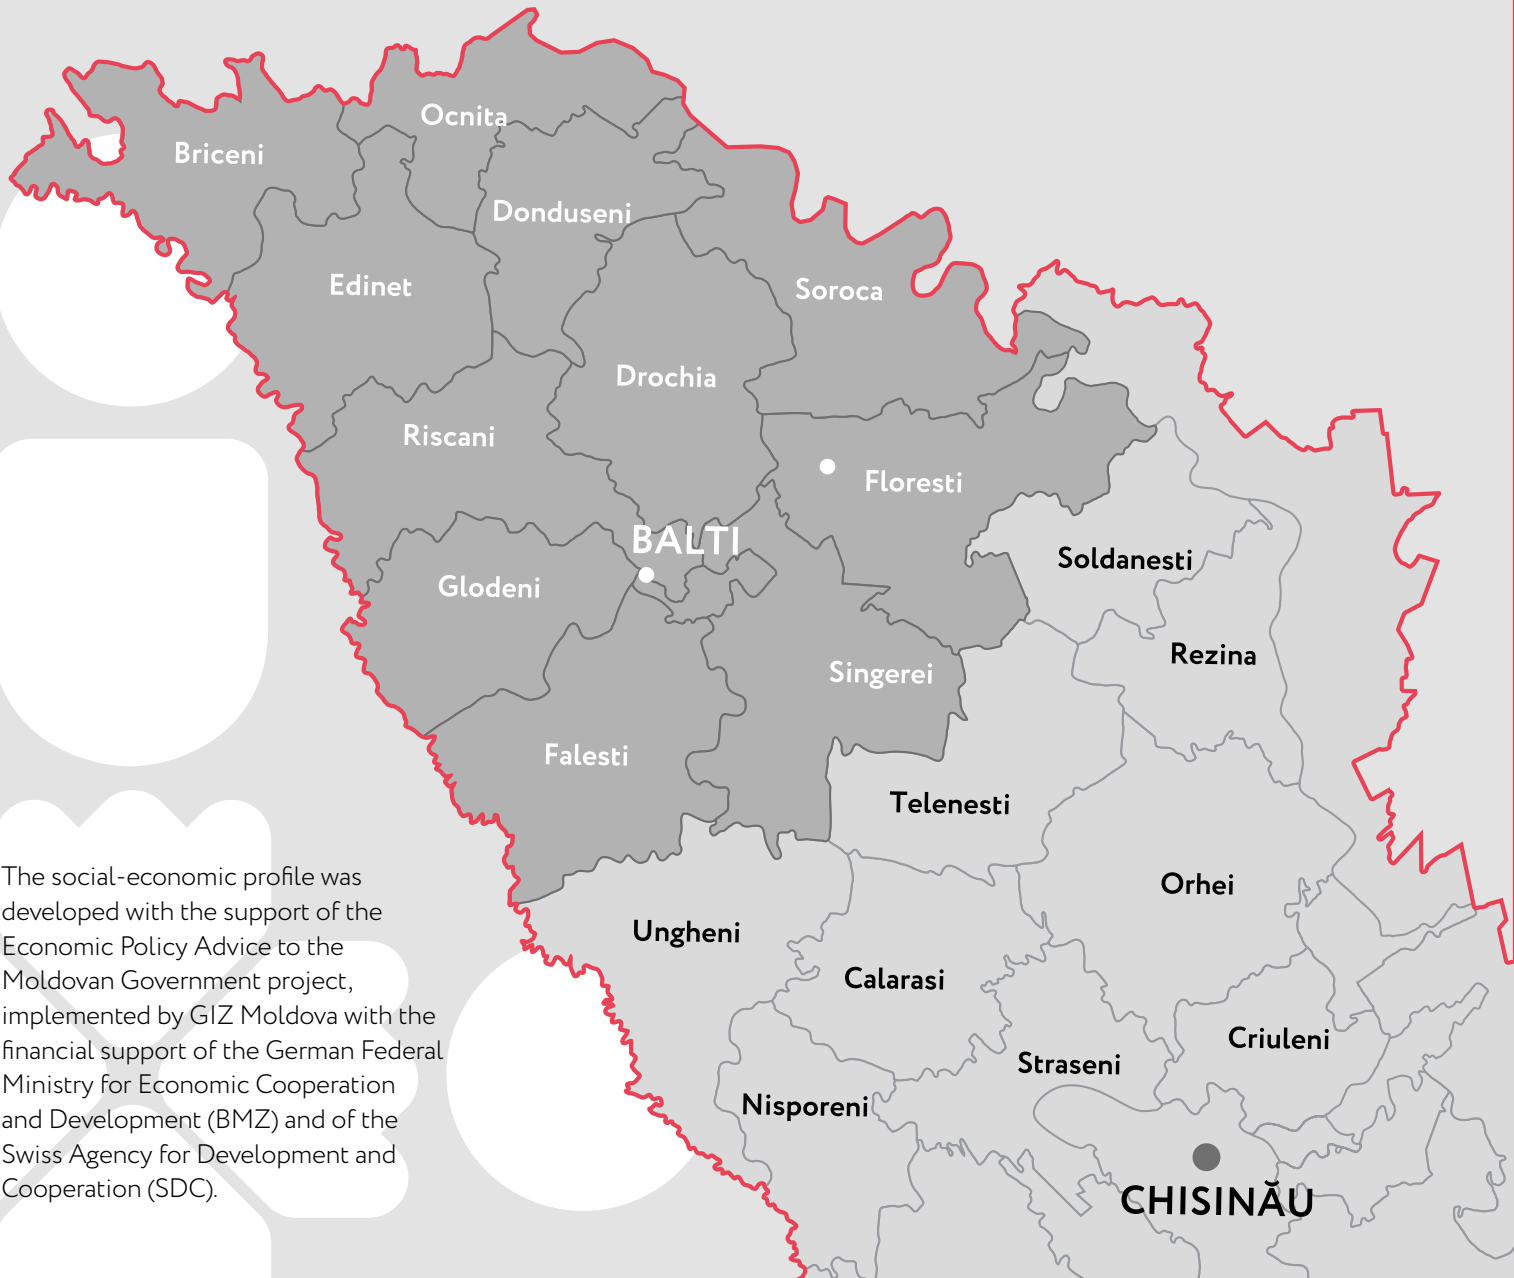 Ocnita
Briceni
Donduseni
Edinet
Soroca
Drochia
Riscani
Floresti
BALTI
Soldanesti
Glodeni
Rezina
Singerei
Falesti
Telenesti
Orhei
Ungheni
Calarasi
Criuleni
Straseni
Nisporeni
CHISINĂU
The social-economic profile was
developed with the support of the
Economic Policy Advice to the
Moldovan Government project,
implemented by GIZ Moldova with the
financial support of the German Federal
Ministry for Economic Cooperation
and Development (BMZ) and of the
Swiss Agency for Development and
Cooperation (SDC).